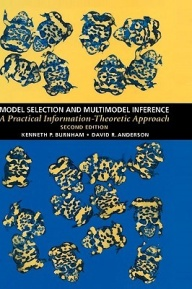 MODEL SELECTION AND MULTIMODEL INFERENCE
A Practical Information-Theoretic Approach
SECOND EDITION
KENNETH P. BURNHAM • DAVID R. ANDERSON